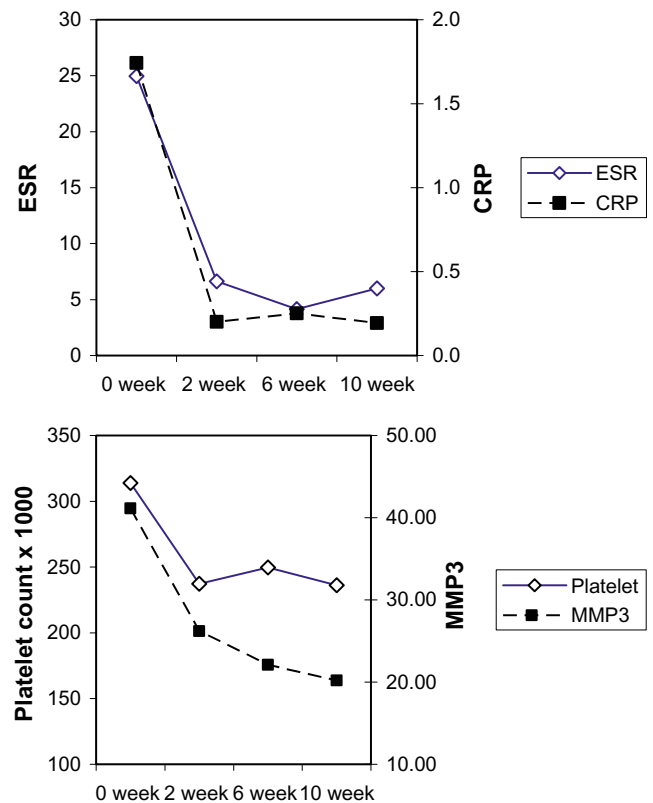 30
25
20
15
10
5
0
ESR
2.0
1.5
1.0
0.5
0.0
CRP
ESR
CRP
0 week 2 week 6 week 10 week
350
300
250
200
150
100
Platelet count x 1000
50.00
40.00
30.00
20.00
10.00
MMP3
Platelet
MMP3
0 week 2 week 6 week 10 week